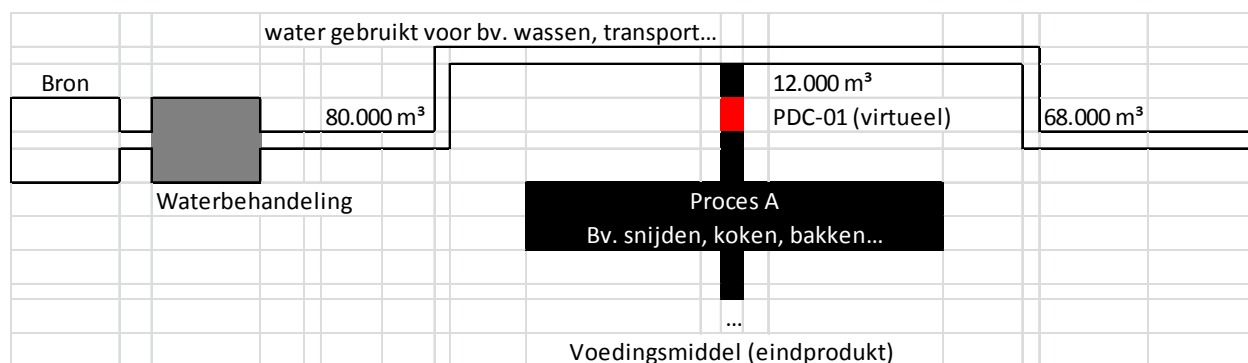 water gebruikt voor bv. wassen, transport...
Bron
12.000 m³
80.000 m³
PDC-01 (virtueel)
68.000 m³
Waterbehandeling
Proces A
Bv. snijden, koken, bakken...
...
Voedingsmiddel (eindprodukt)